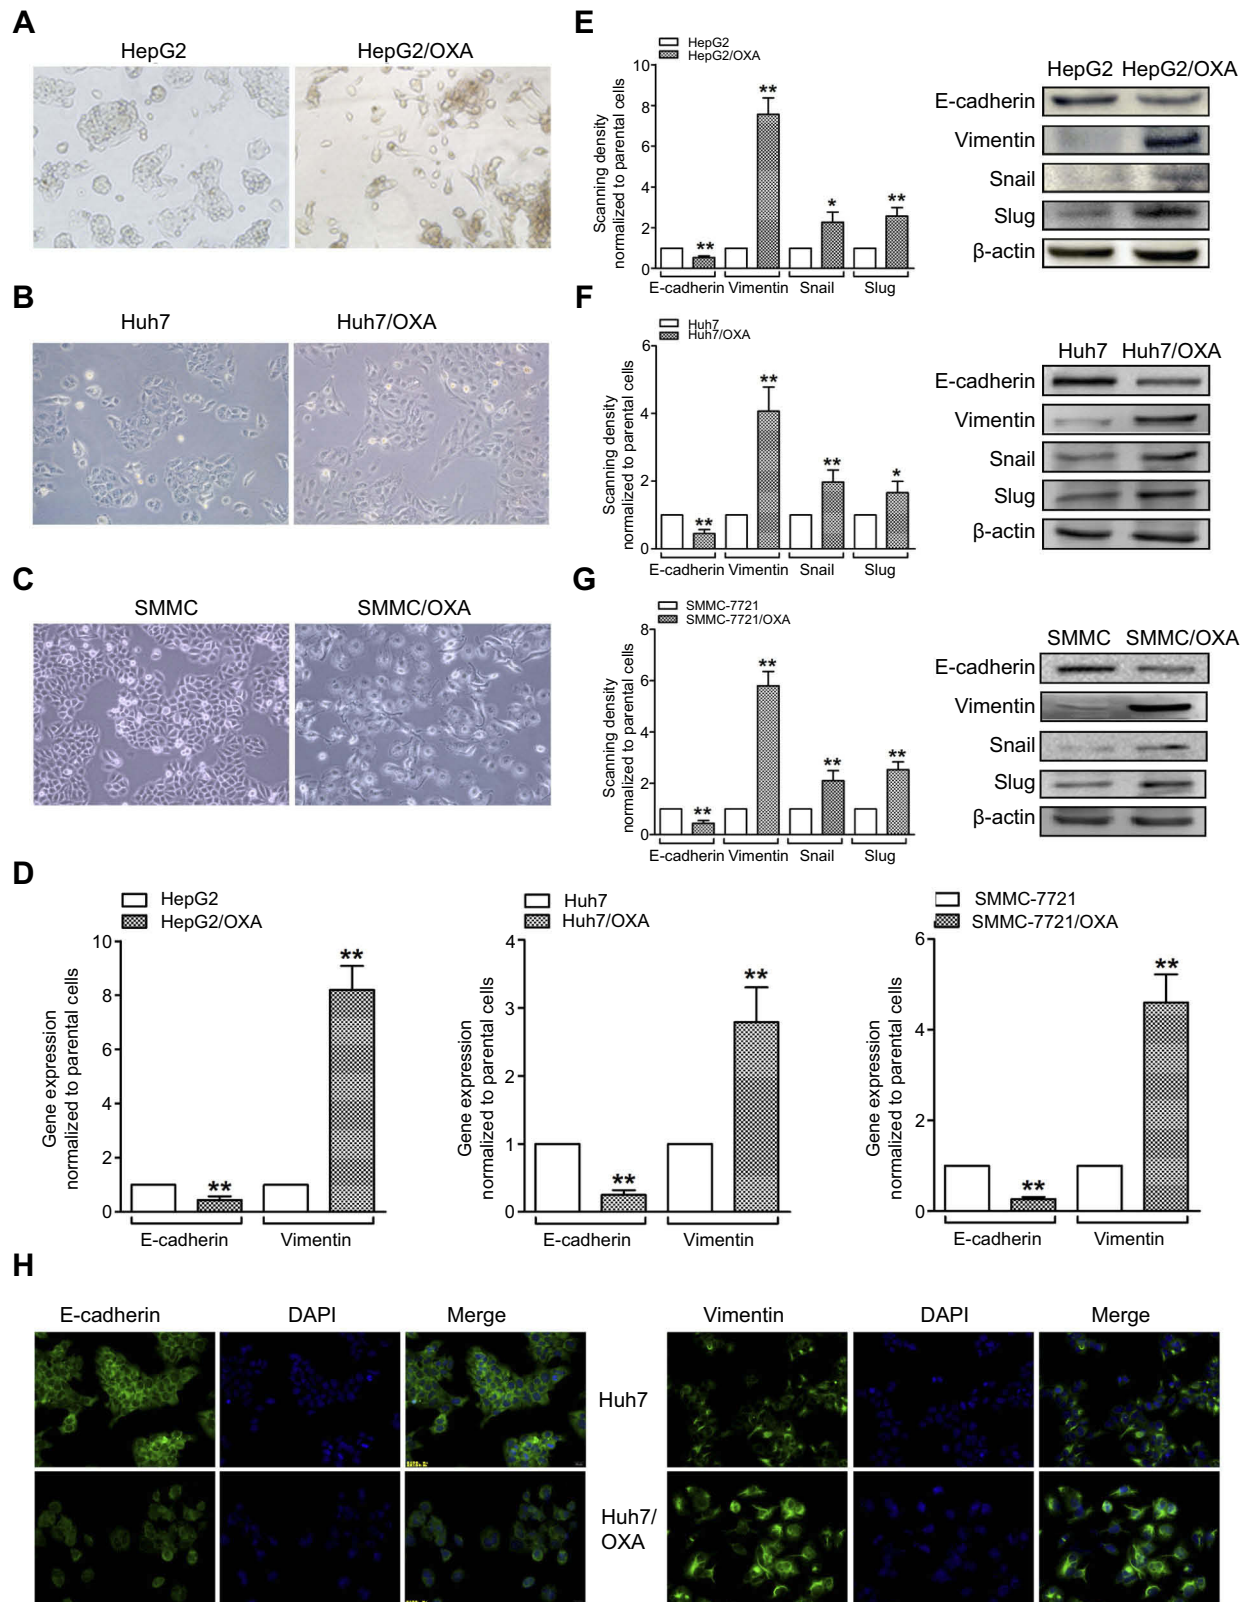 A
HepG2
HepG2/OXA
B
Huh7
Huh7/OXA
C
SMMC
SMMC/OXA
E
HepG2
HepG2/OXA
Scanning density
normalized to parental cells
10
8
6
4
2
0
**
**
*
**
E-cadherin
Vimentin
Snail
Slug
HepG2
HepG2/OXA
E-cadherin
Vimentin
Snail
Slug
β-actin
F
Huh7
Huh7/OXA
Scanning density
normalized to parental cells
6
4
2
0
**
**
**
*
E-cadherin
Vimentin
Snail
Slug
Huh7
Huh7/OXA
E-cadherin
Vimentin
Snail
Slug
β-actin
G
SMMC-7721
SMMC-7721/OXA
Scanning density
normalized to parental cells
8
6
4
2
0
**
**
**
**
E-cadherin
Vimentin
Snail
Slug
SMMC
SMMC/OXA
E-cadherin
Vimentin
Snail
Slug
β-actin
D
HepG2
HepG2/OXA
Gene expression
normalized to parental cells
10
8
6
4
2
0
**
**
E-cadherin
Vimentin
Huh7
Huh7/OXA
Gene expression
normalized to parental cells
4
3
2
1
0
**
**
E-cadherin
Vimentin
SMMC-7721
SMMC-7721/OXA
Gene expression
normalized to parental cells
6
4
2
0
**
**
E-cadherin
Vimentin
H
E-cadherin
DAPI
Merge
Vimentin
DAPI
Merge
Huh7
Huh7/
OXA